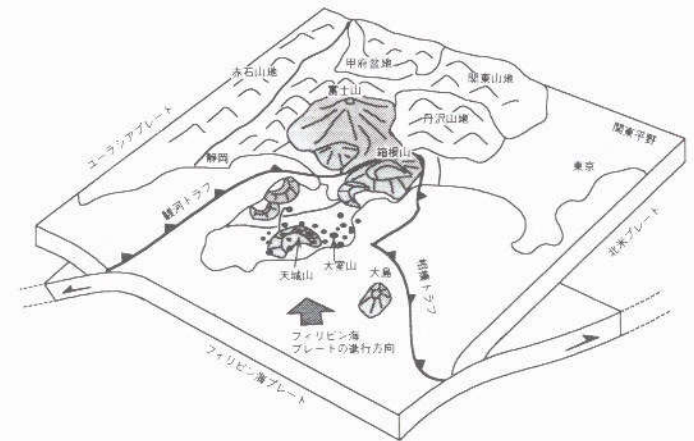 赤石山地
甲府盆地
関東山地
富士山
丹沢山地
関東平野
ユーラシアプレート
静岡
箱根山
東京
駿河トラフ
北米プレート
天城山
大室山
大島
相模トラフ
フィリピン海
プレートの進行方向
フィリピン海プレート